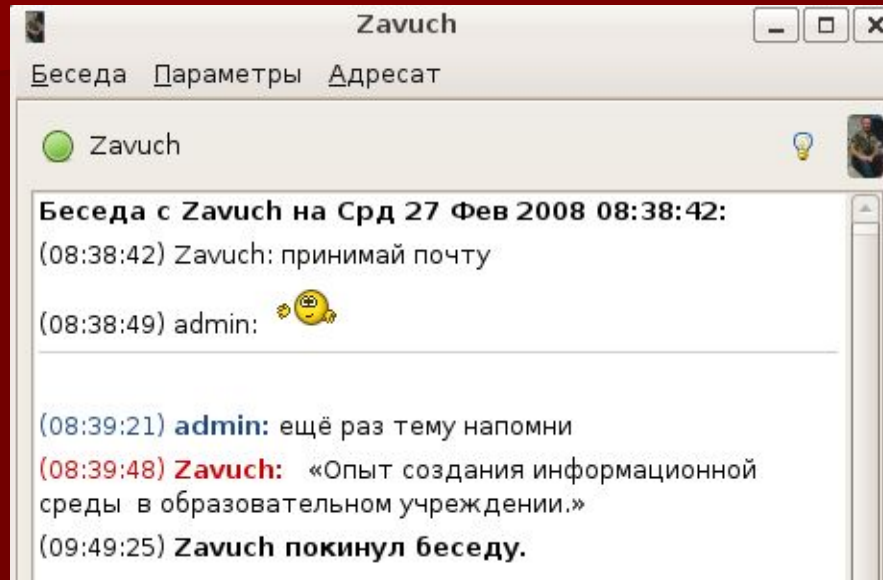 Zavuch
Беседа Параметры Адресат
Zavuch
Беседа с Zavuch на Срд 27 Фев 2008 08:38:42:
(08:38:42) Zavuch: принимай почту
(08:38:49) admin:
(08:39:21) admin: ещё раз тему напомни
(08:39:48) Zavuch: «Опыт создания информационной
среды в образовательном учреждении.»
(09:49:25) Zavuch покинул беседу.